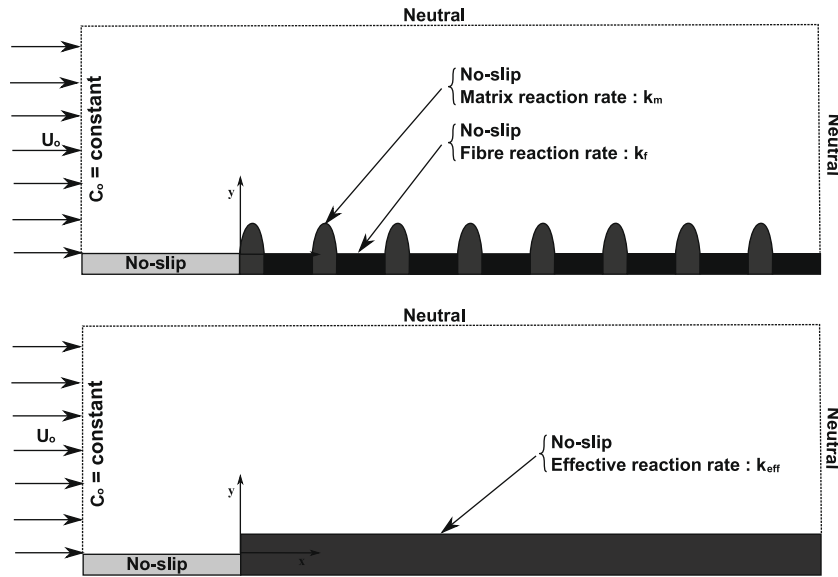 Neutral
No-slip
Matrix reaction rate : km
No-slip
Fibre reaction rate : kf
Uo
Co = constant
Neutral
y
No-slip
Neutral
Uo
Co = constant
No-slip
Effective reaction rate : keff
Neutral
y
x
No-slip